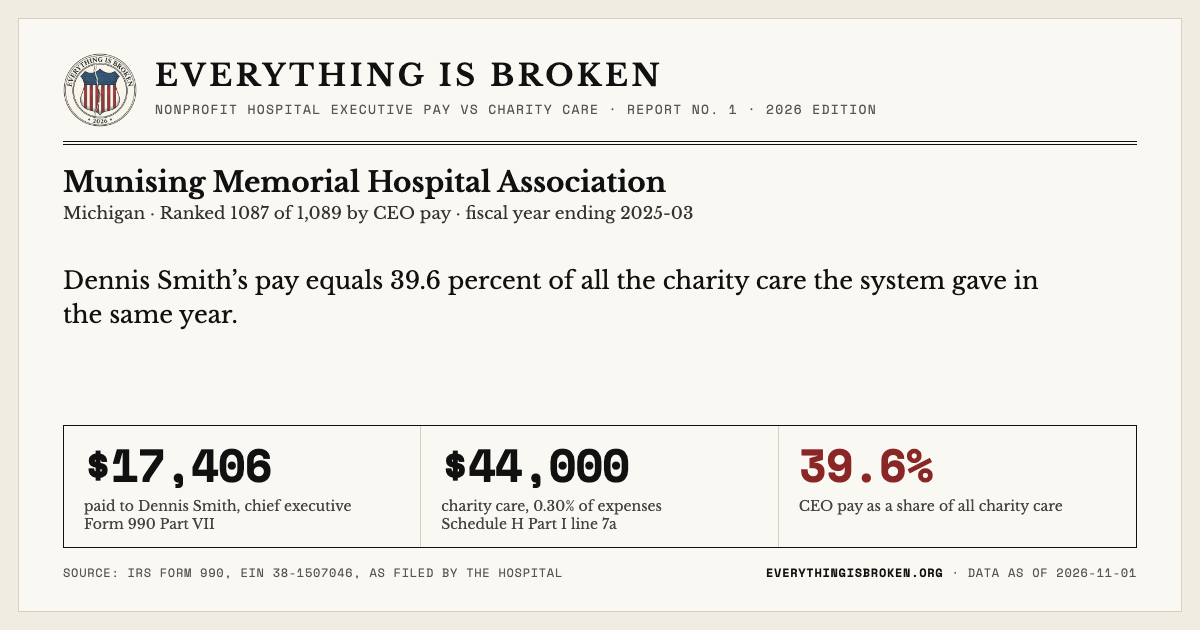 EVERYTHING IS BROKEN
· 2026 ·
EVERYTHING IS BROKEN
NONPROFIT HOSPITAL EXECUTIVE PAY VS CHARITY CARE · REPORT NO. 1 · 2026 EDITION
Munising Memorial Hospital Association
Michigan · Ranked 1087 of 1,089 by CEO pay · fiscal year ending 2025-03
Dennis Smith’s pay equals 39.6 percent of all the charity care the system gave in
the same year.
$17,406
paid to Dennis Smith, chief executive
Form 990 Part VII
$44,000
charity care, 0.30% of expenses
Schedule H Part I line 7a
39.6%
CEO pay as a share of all charity care
SOURCE: IRS FORM 990, EIN 38-1507046, AS FILED BY THE HOSPITAL
EVERYTHINGISBROKEN.ORG · DATA AS OF 2026-11-01